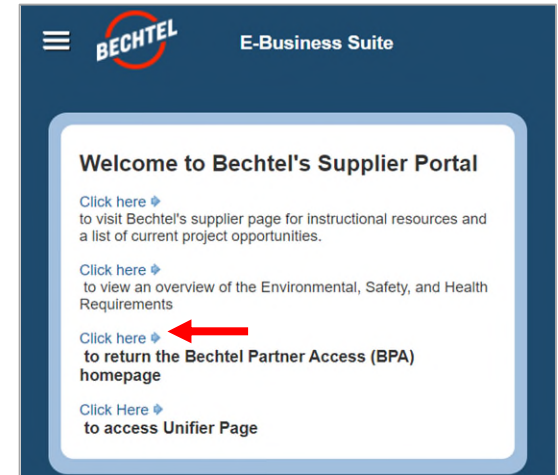 BECHTEL
E-Business Suite
Welcome to Bechtel's Supplier Portal
Click here
to visit Bechtel's supplier page for instructional resources and
a list of current project opportunities.
Click here
to view an overview of the Environmental, Safety, and Health
Requirements
Click here
to return the Bechtel Partner Access (BPA)
homepage
Click Here
to access Unifier Page